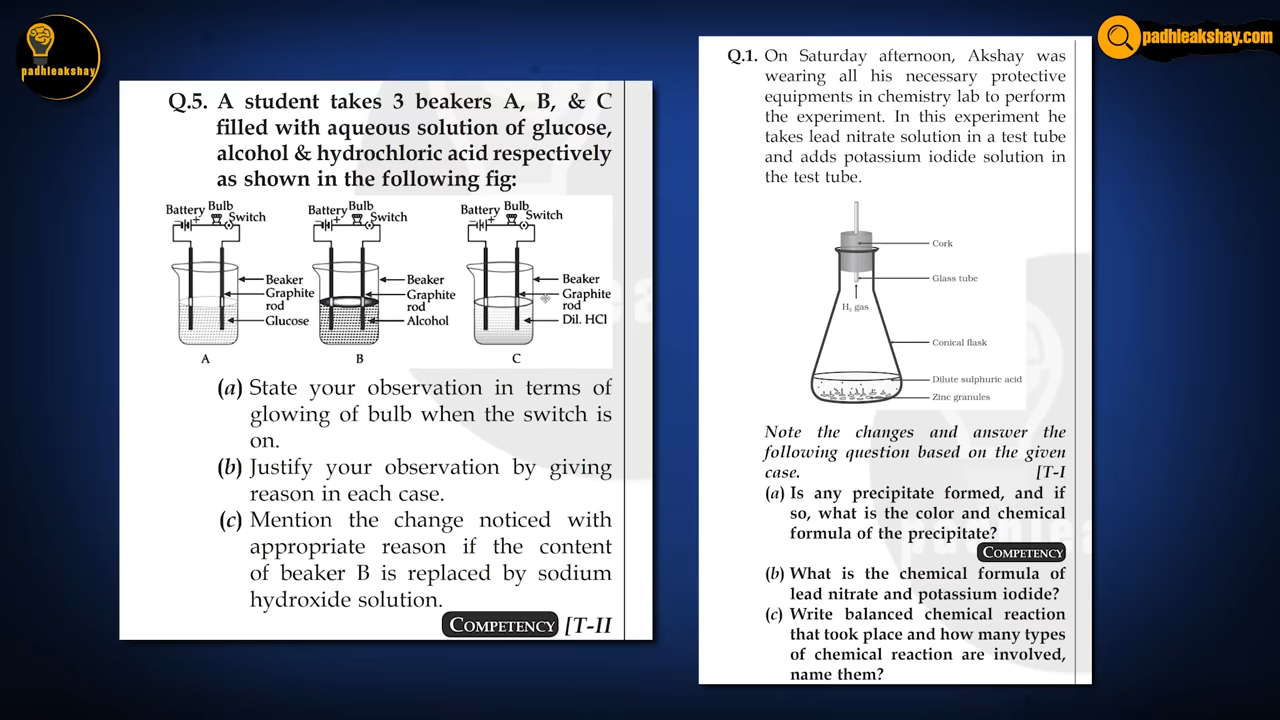 padhleakshay
padhleakshay.com
Q.5. A student takes 3 beakers A, B, & C
filled with aqueous solution of glucose,
alcohol & hydrochloric acid respectively
as shown in the following fig:
Battery Bulb Switch
- +
Beaker
Graphite
rod
Glucose
A
Battery Bulb Switch
- +
Beaker
Graphite
rod
Alcohol
B
Battery Bulb Switch
- +
Beaker
Graphite
rod
Dil. HCl
C
(a) State your observation in terms of
glowing of bulb when the switch is
on.
(b) Justify your observation by giving
reason in each case.
(c) Mention the change noticed with
appropriate reason if the content
of beaker B is replaced by sodium
hydroxide solution.
COMPETENCY [T-II
Q.1. On Saturday afternoon, Akshay was
wearing all his necessary protective
equipments in chemistry lab to perform
the experiment. In this experiment he
takes lead nitrate solution in a test tube
and adds potassium iodide solution in
the test tube.
Cork
Glass tube
H₂ gas
Conical flask
Dilute sulphuric acid
Zinc granules
Note the changes and answer the
following question based on the given
case. [T-I
(a) Is any precipitate formed, and if
so, what is the color and chemical
formula of the precipitate?
COMPETENCY
(b) What is the chemical formula of
lead nitrate and potassium iodide?
(c) Write balanced chemical reaction
that took place and how many types
of chemical reaction are involved,
name them?